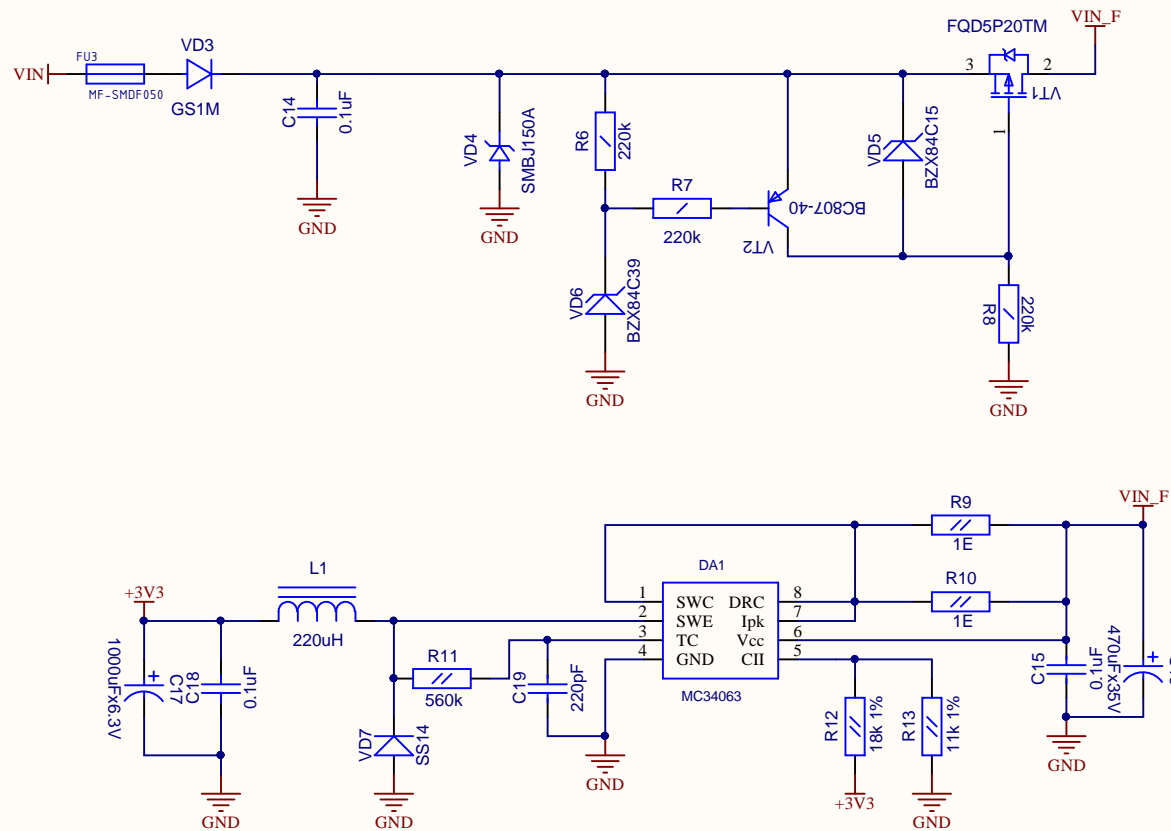 FQD5P20TM
VIN_F
VIN
FU3
MF-SMDF050
VD3
GS1M
C14
0.1uF
GND
VD4
SMBJ150A
GND
R6
220k
R7
220k
VD6
BZX84C39
GND
BC807-40
VT2
VD5
BZX84C15
3
2
1
VT1
R8
220k
GND
VIN_F
+3V3
1000uFx6.3V
C17
C18
0.1uF
GND
L1
220uH
R11
560k
VD7
SS14
GND
C19
220pF
GND
DA1
1 SWC DRC 8
2 SWE Ipk 7
3 TC Vcc 6
4 GND CII 5
MC34063
R9
1E
R10
1E
R12
18k 1%
+3V3
R13
11k 1%
GND
C15
0.1uF
470uFx35V
GND